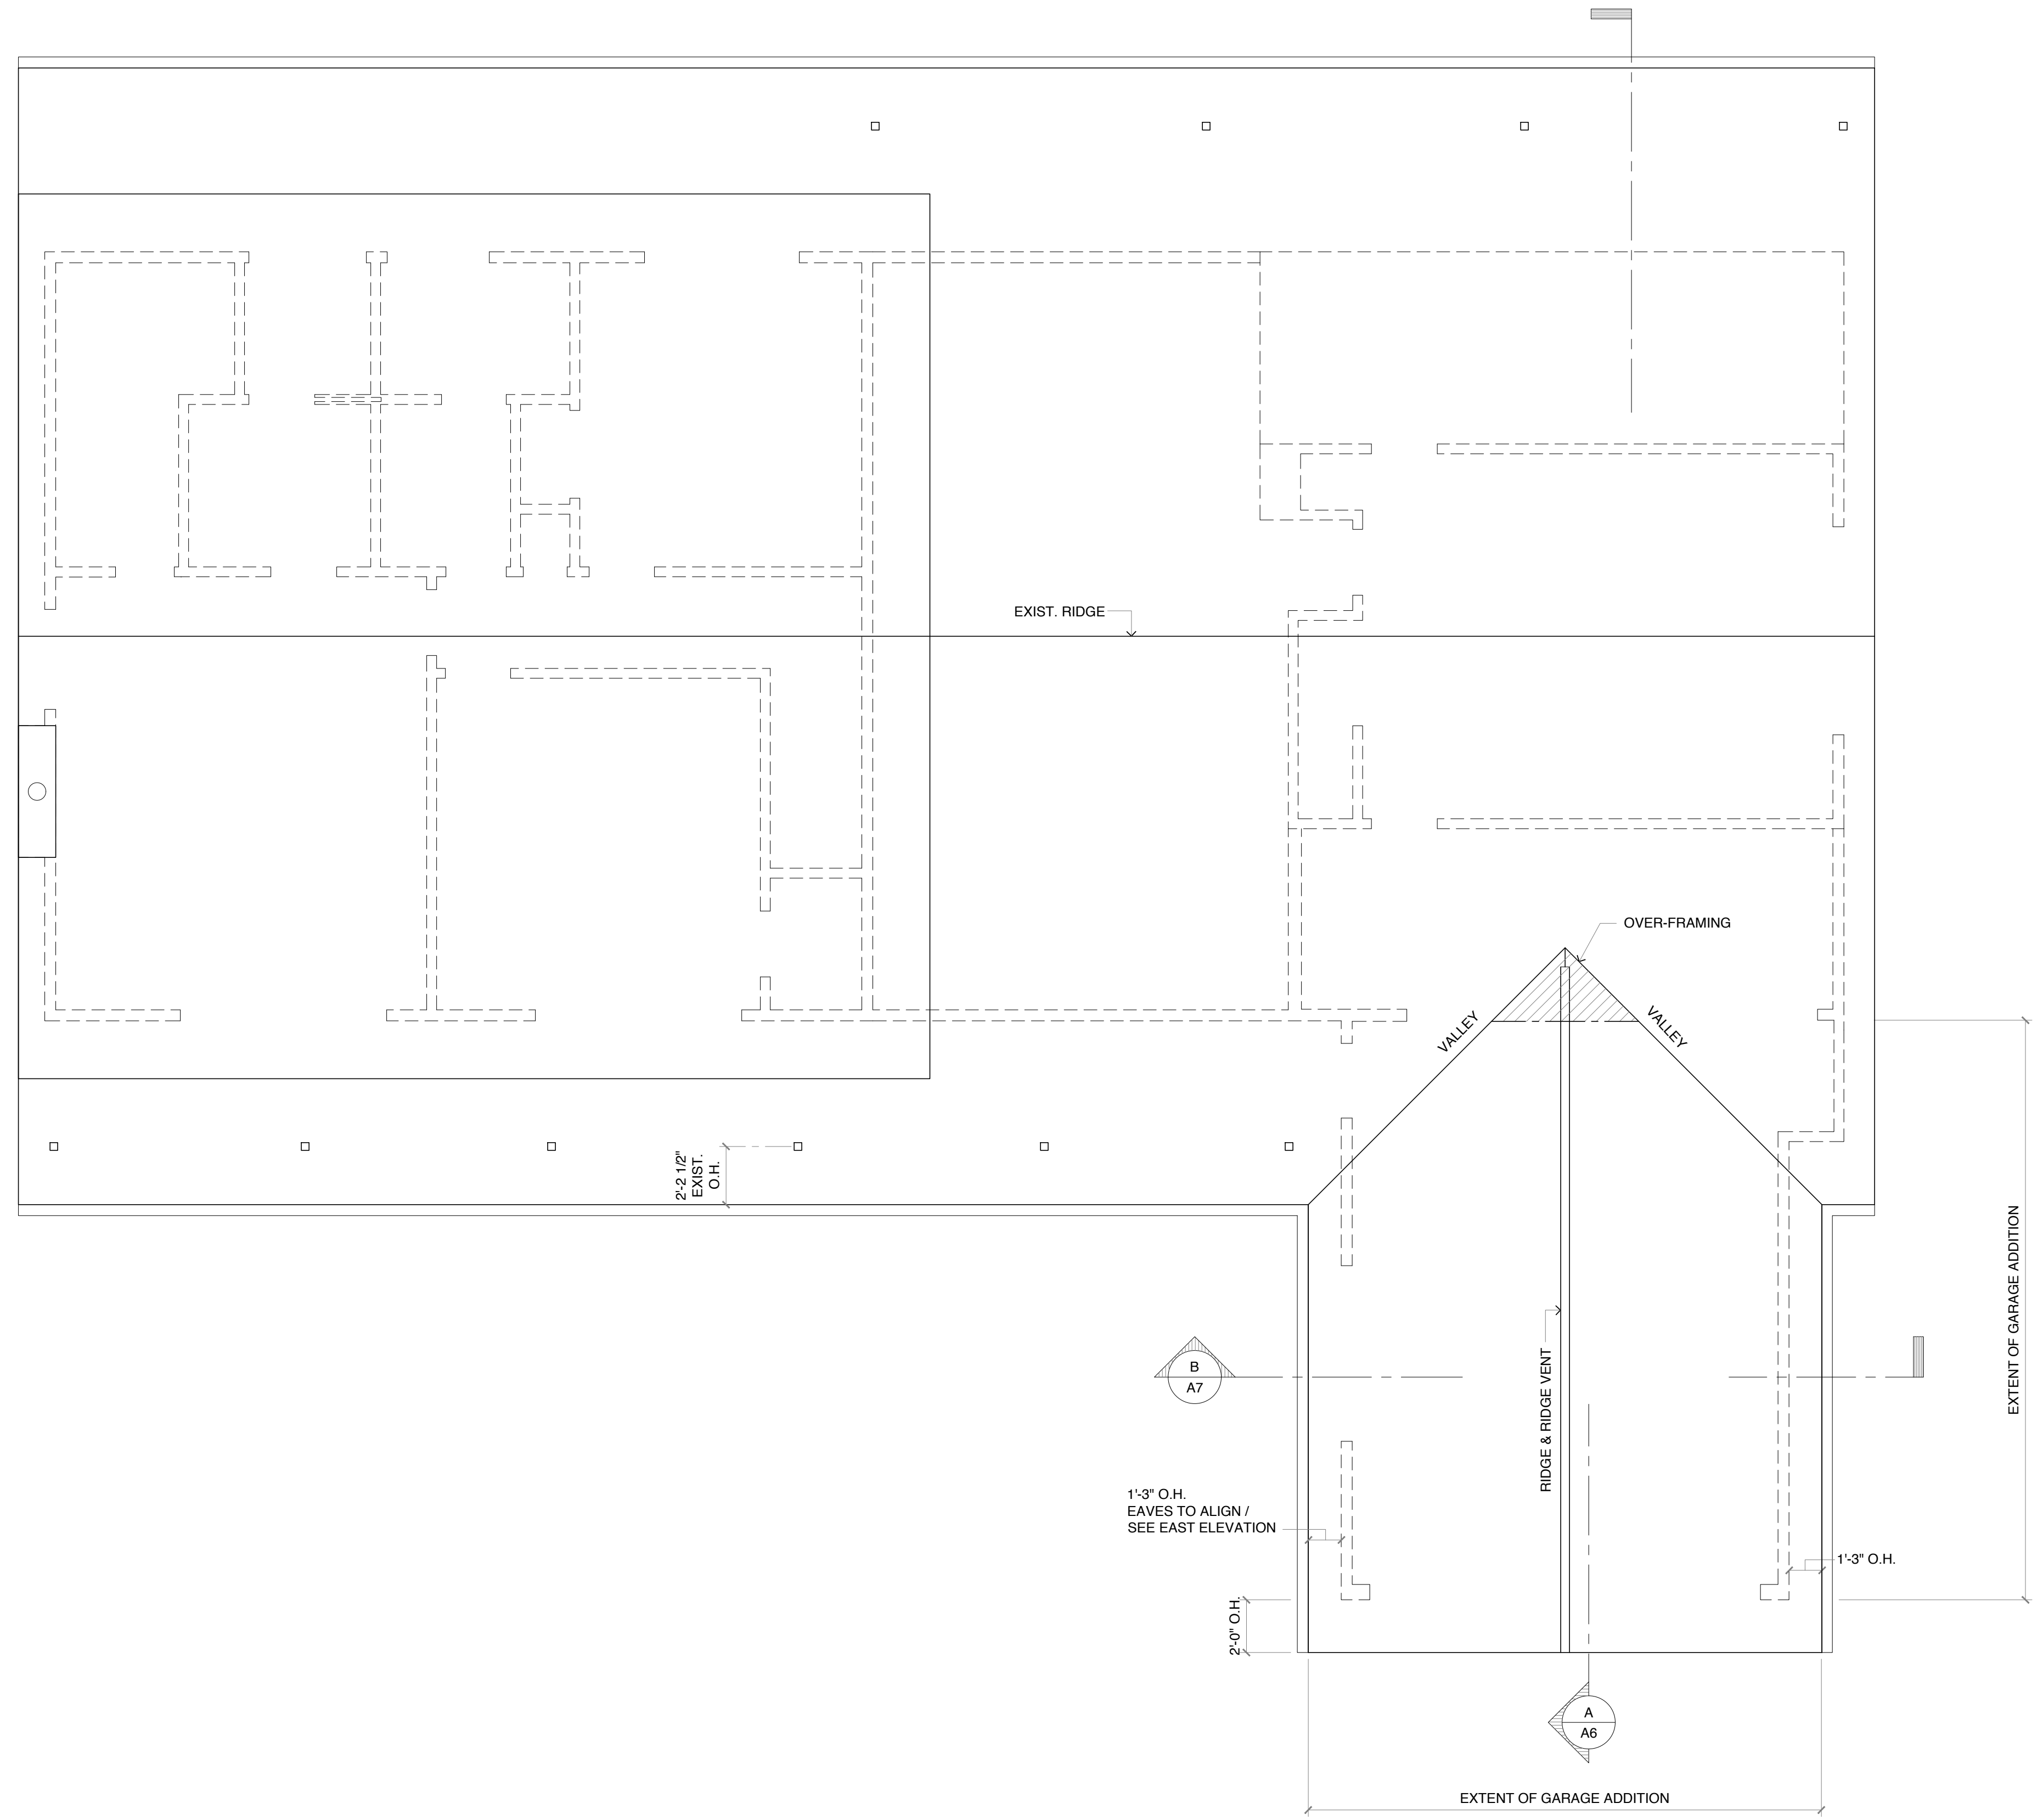 EXIST. RIDGE
OVER-FRAMING
VALLEY
VALLEY
2'-2 1/2"
EXIST.
O.H.
EXTENT OF GARAGE ADDITION
B
A7
RIDGE & RIDGE VENT
1'-3" O.H.
EAVES TO ALIGN /
SEE EAST ELEVATION
1'-3" O.H.
2'-0" O.H.
A
A6
EXTENT OF GARAGE ADDITION